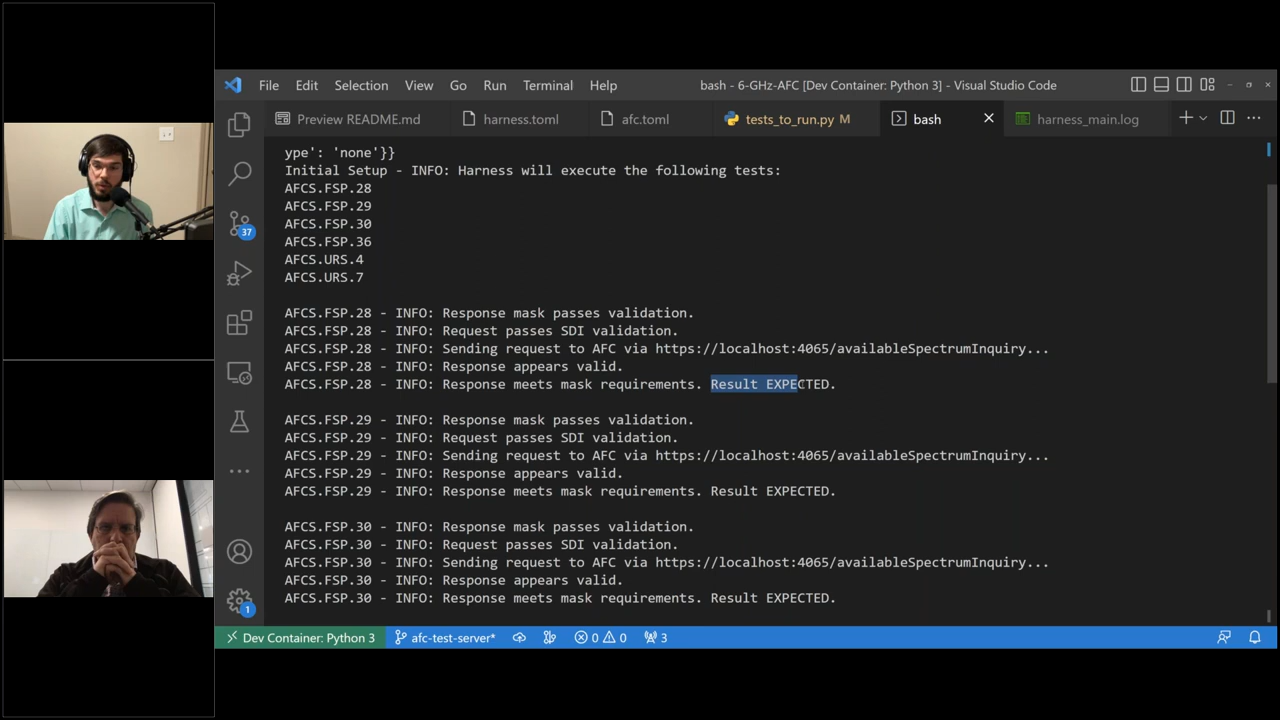 File Edit Selection View Go Run Terminal Help
bash - 6-GHz-AFC [Dev Container: Python 3] - Visual Studio Code
Preview README.md
harness.toml
afc.toml
tests_to_run.py M
bash
harness_main.log
ype': 'none'}}
Initial Setup - INFO: Harness will execute the following tests:
AFCS.FSP.28
AFCS.FSP.29
AFCS.FSP.30
AFCS.FSP.36
AFCS.URS.4
AFCS.URS.7
AFCS.FSP.28 - INFO: Response mask passes validation.
AFCS.FSP.28 - INFO: Request passes SDI validation.
AFCS.FSP.28 - INFO: Sending request to AFC via https://localhost:4065/availableSpectrumInquiry...
AFCS.FSP.28 - INFO: Response appears valid.
AFCS.FSP.28 - INFO: Response meets mask requirements. Result EXPECTED.
AFCS.FSP.29 - INFO: Response mask passes validation.
AFCS.FSP.29 - INFO: Request passes SDI validation.
AFCS.FSP.29 - INFO: Sending request to AFC via https://localhost:4065/availableSpectrumInquiry...
AFCS.FSP.29 - INFO: Response appears valid.
AFCS.FSP.29 - INFO: Response meets mask requirements. Result EXPECTED.
AFCS.FSP.30 - INFO: Response mask passes validation.
AFCS.FSP.30 - INFO: Request passes SDI validation.
AFCS.FSP.30 - INFO: Sending request to AFC via https://localhost:4065/availableSpectrumInquiry...
AFCS.FSP.30 - INFO: Response appears valid.
AFCS.FSP.30 - INFO: Response meets mask requirements. Result EXPECTED.
37
1
Dev Container: Python 3
afc-test-server*
0
0
3